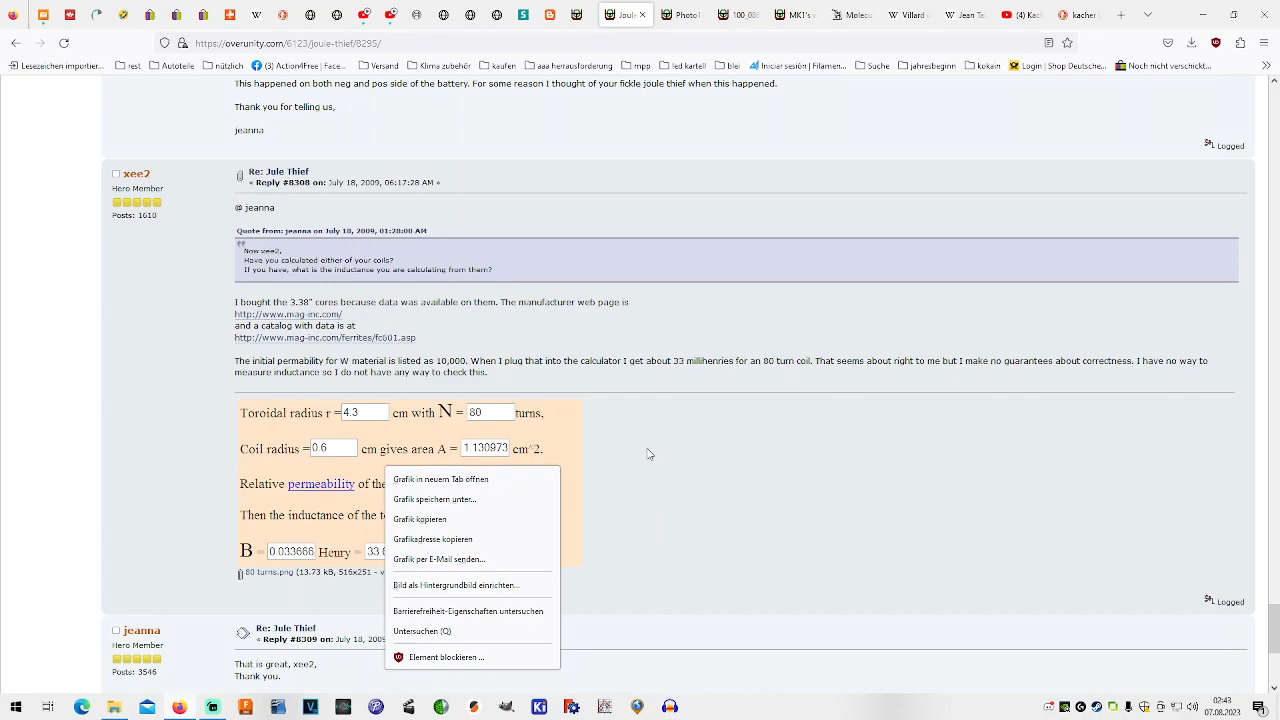 Joule
Photo l
100,00
MK1's
Molecu
Villard c
Jean Tat
(4) Kach
kacher
https://overunity.com/6123/joule-thief/8295/
Lesezeichen importier...
rest
Autoteile
nützlich
(3) Action4Free | Face...
Versand
Klima zubehör
kaufen
aaa herrausforderung
mpp
led kartell
blei
Iniciar sesión | Filamen...
Suche
jahresbeginn
kokain
Login | Shop Deutsch...
Noch nicht verschickt...
This happened on both neg and pos side of the battery. For some reason I thought of your fickle joule thief when this happened.
Thank you for telling us,
jeanna
Logged
xee2
Hero Member
Posts: 1610
Re: Jule Thief
« Reply #8308 on: July 18, 2009, 06:17:28 AM »
@ jeanna
Quote from: jeanna on July 18, 2009, 01:28:00 AM
Now xee2,
Have you calculated either of your coils?
If you have, what is the inductance you are calculating from them?
I bought the 3.38" cores because data was available on them. The manufacturer web page is
http://www.mag-inc.com/
and a catalog with data is at
http://www.mag-inc.com/ferrites/fc601.asp
The initial permability for W material is listed as 10,000. When I plug that into the calculator I get about 33 millihenries for an 80 turn coil. That seems about right to me but I make no guarantees about correctness. I have no way to
measure inductance so I do not have any way to check this.
Toroidal radius r = 4.3 cm with N = 80 turns,
Coil radius = 0.6 cm gives area A = 1.130973 cm^2.
Relative permeability of the
Then the inductance of the t
B = 0.033666 Henry = 33.6
80 turns.png (13.73 kB, 516x251 - v
Grafik in neuem Tab öffnen
Grafik speichern unter...
Grafik kopieren
Grafikadresse kopieren
Grafik per E-Mail senden...
Bild als Hintergrundbild einrichten...
Barrierefreiheit-Eigenschaften untersuchen
Untersuchen (Q)
Element blockieren ...
Logged
jeanna
Hero Member
Posts: 3546
Re: Jule Thief
« Reply #8309 on: July 18, 2009,
That is great, xee2,
Thank you.
02:43
07.08.2023